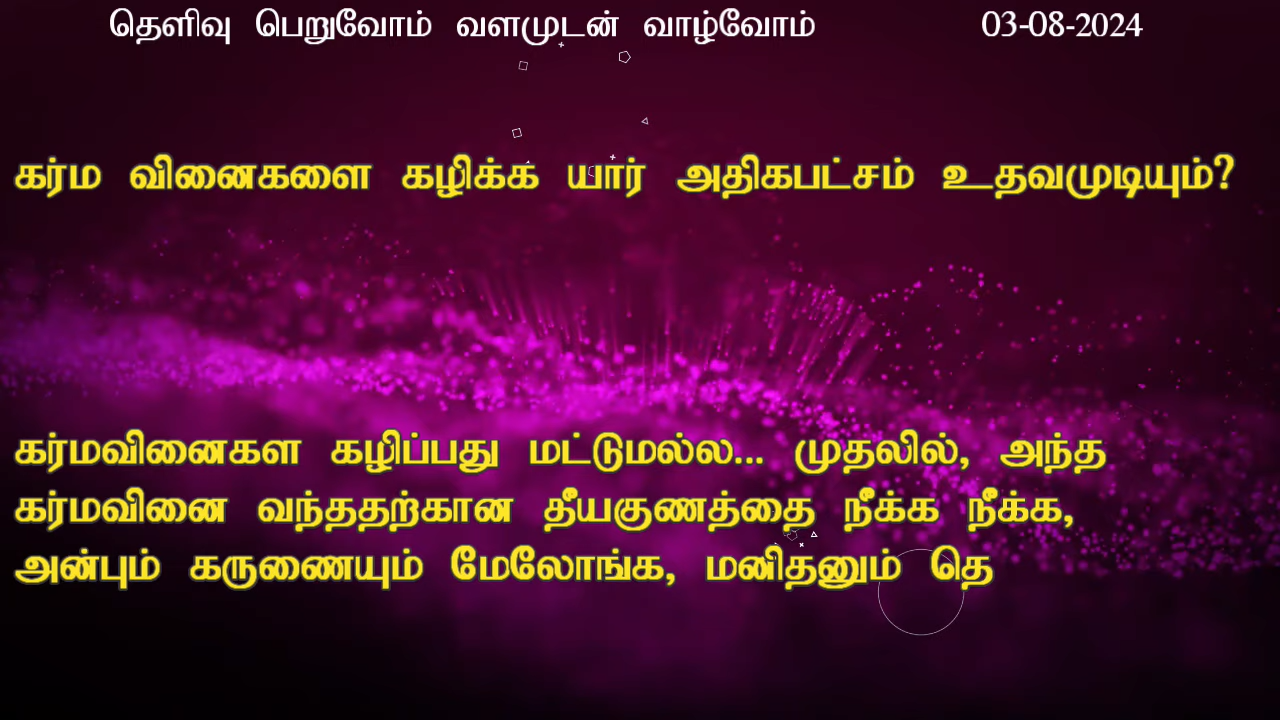 தெளிவு பெறுவோம் வளமுடன் வாழ்வோம் 03-08-2024
கர்ம வினைகளை கழிக்க யார் அதிகபட்சம் உதவமுடியும்?
கர்மவினைகள கழிப்பது மட்டுமல்ல... முதலில், அந்த
கர்மவினை வந்ததற்கான தீயகுணத்தை நீக்க நீக்க,
அன்பும் கருணையும் மேலோங்க, மனிதனும் தெ